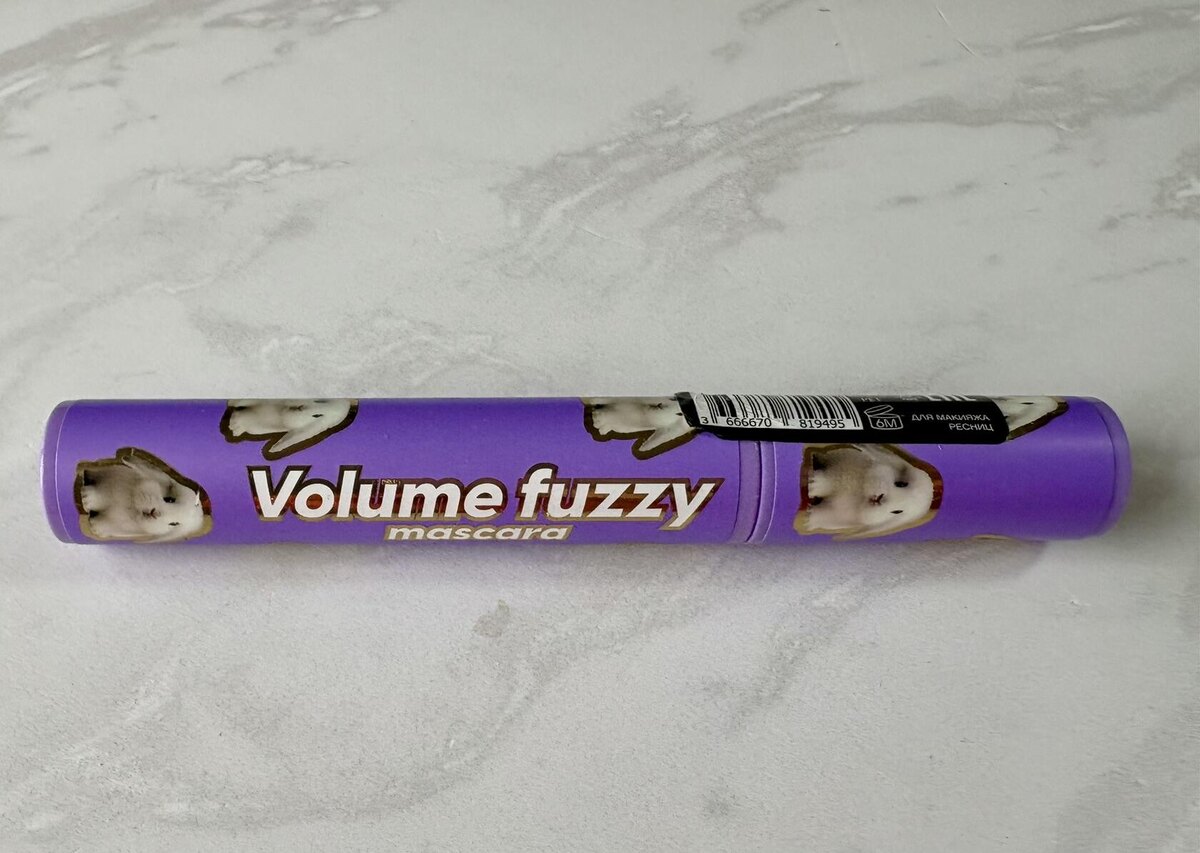 Volume fuzzy
mascara
3 666670 819495
6M
ДЛЯ МАКИЯЖА
РЕСНИЦ